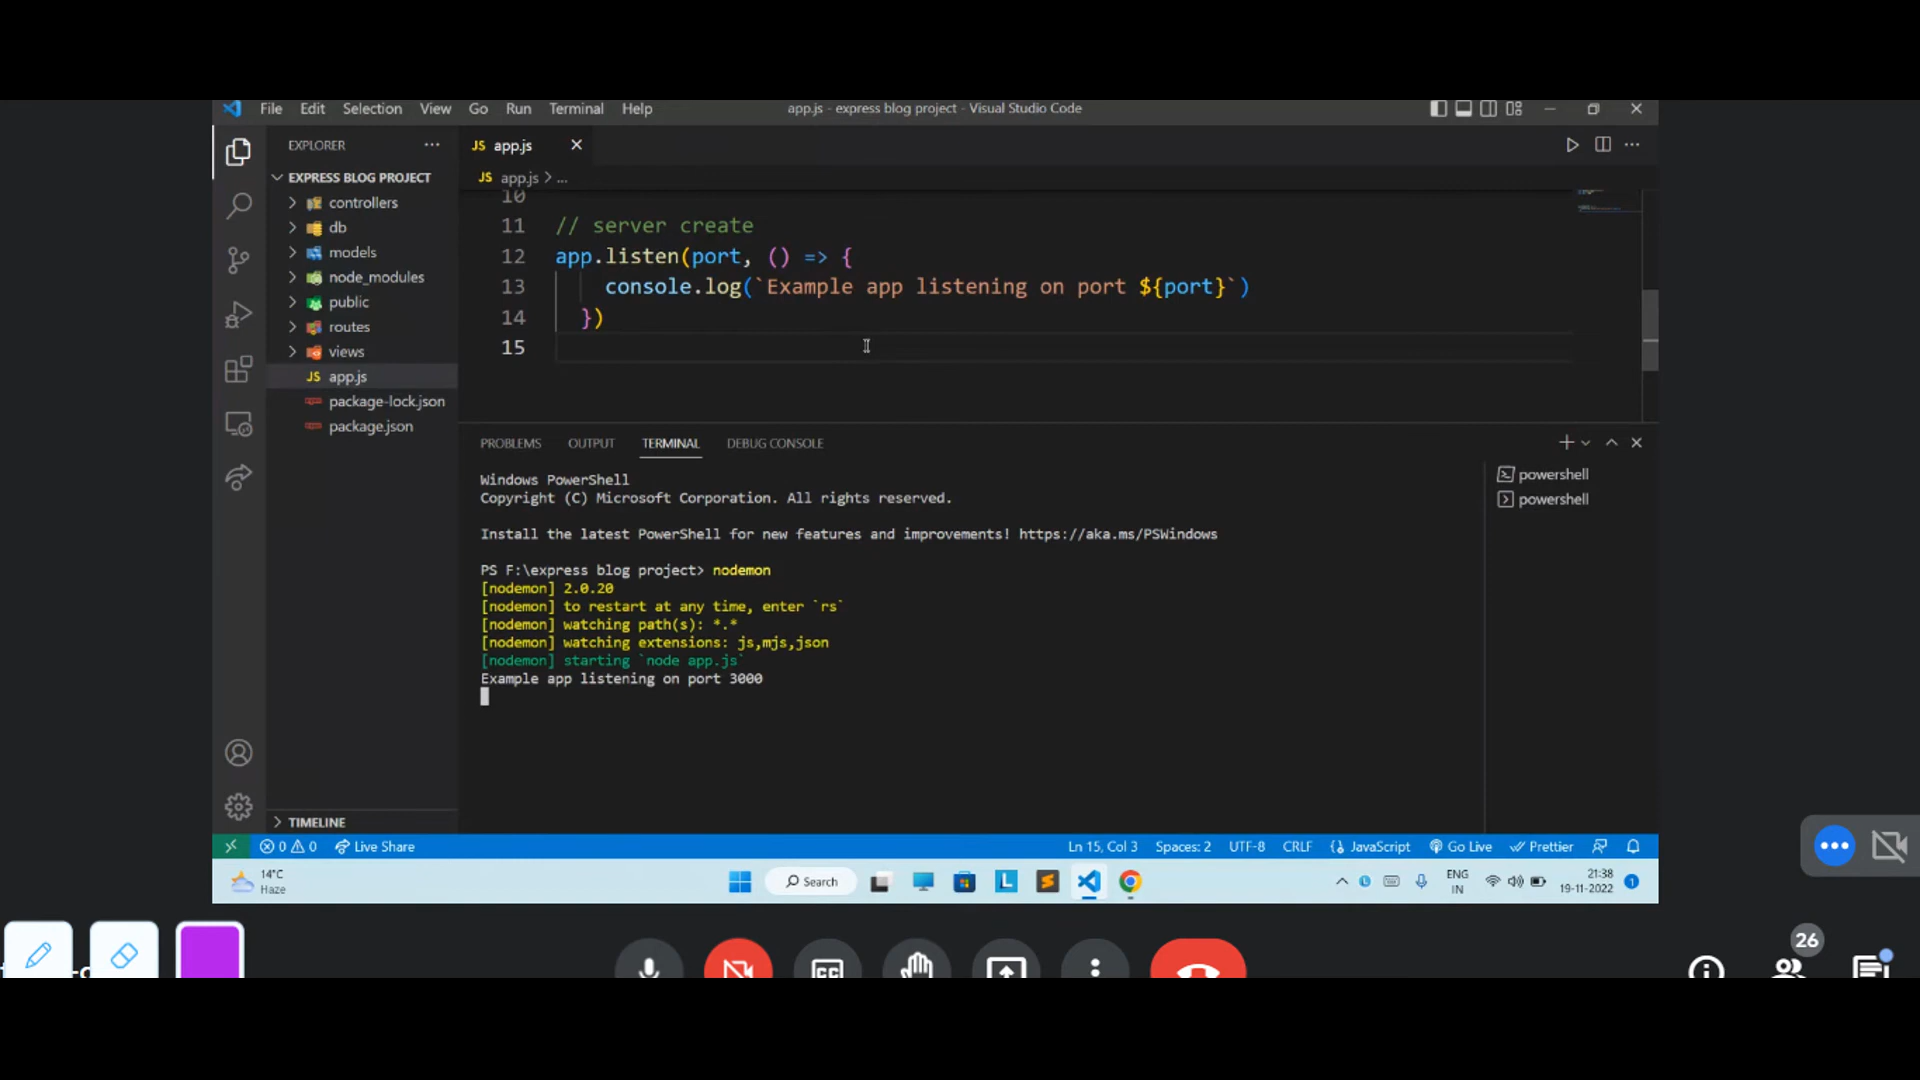 File Edit Selection View Go Run Terminal Help
app.js - express blog project - Visual Studio Code
EXPLORER
JS app.js
EXPRESS BLOG PROJECT
JS app.js > ...
controllers
db
models
node_modules
public
routes
views
JS app.js
package-lock.json
package.json
TIMELINE
10
11 // server create
12 app.listen(port, () => {
13 console.log(`Example app listening on port ${port}`)
14 })
15
PROBLEMS OUTPUT TERMINAL DEBUG CONSOLE
Windows PowerShell
Copyright (C) Microsoft Corporation. All rights reserved.
Install the latest PowerShell for new features and improvements! https://aka.ms/PSWindows
PS F:\express blog project> nodemon
[nodemon] 2.0.20
[nodemon] to restart at any time, enter `rs`
[nodemon] watching path(s): *.*
[nodemon] watching extensions: js,mjs,json
[nodemon] starting `node app.js`
Example app listening on port 3000
powershell
powershell
0 0 Live Share
Ln 15, Col 3 Spaces: 2 UTF-8 CRLF JavaScript Go Live Prettier
14°C
Haze
Search
ENG
IN
21:38
19-11-2022
1
CC
26